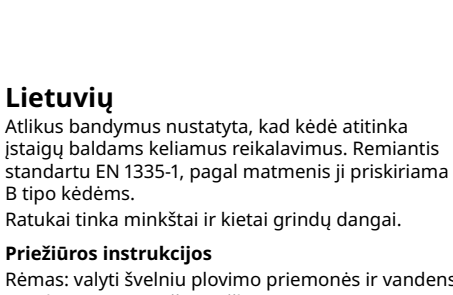 Lietuvių
Atlikus bandymus nustatyta, kad kėdė atitinka
įstaigų baldams keliamus reikalavimus. Remiantis
standartu EN 1335-1, pagal matmenis ji priskiriama
B tipo kėdėms.
Ratukai tinka minkštai ir kietai grindų dangai.
Priežiūros instrukcijos
Rėmas: valyti švelniu plovimo priemonės ir vandens